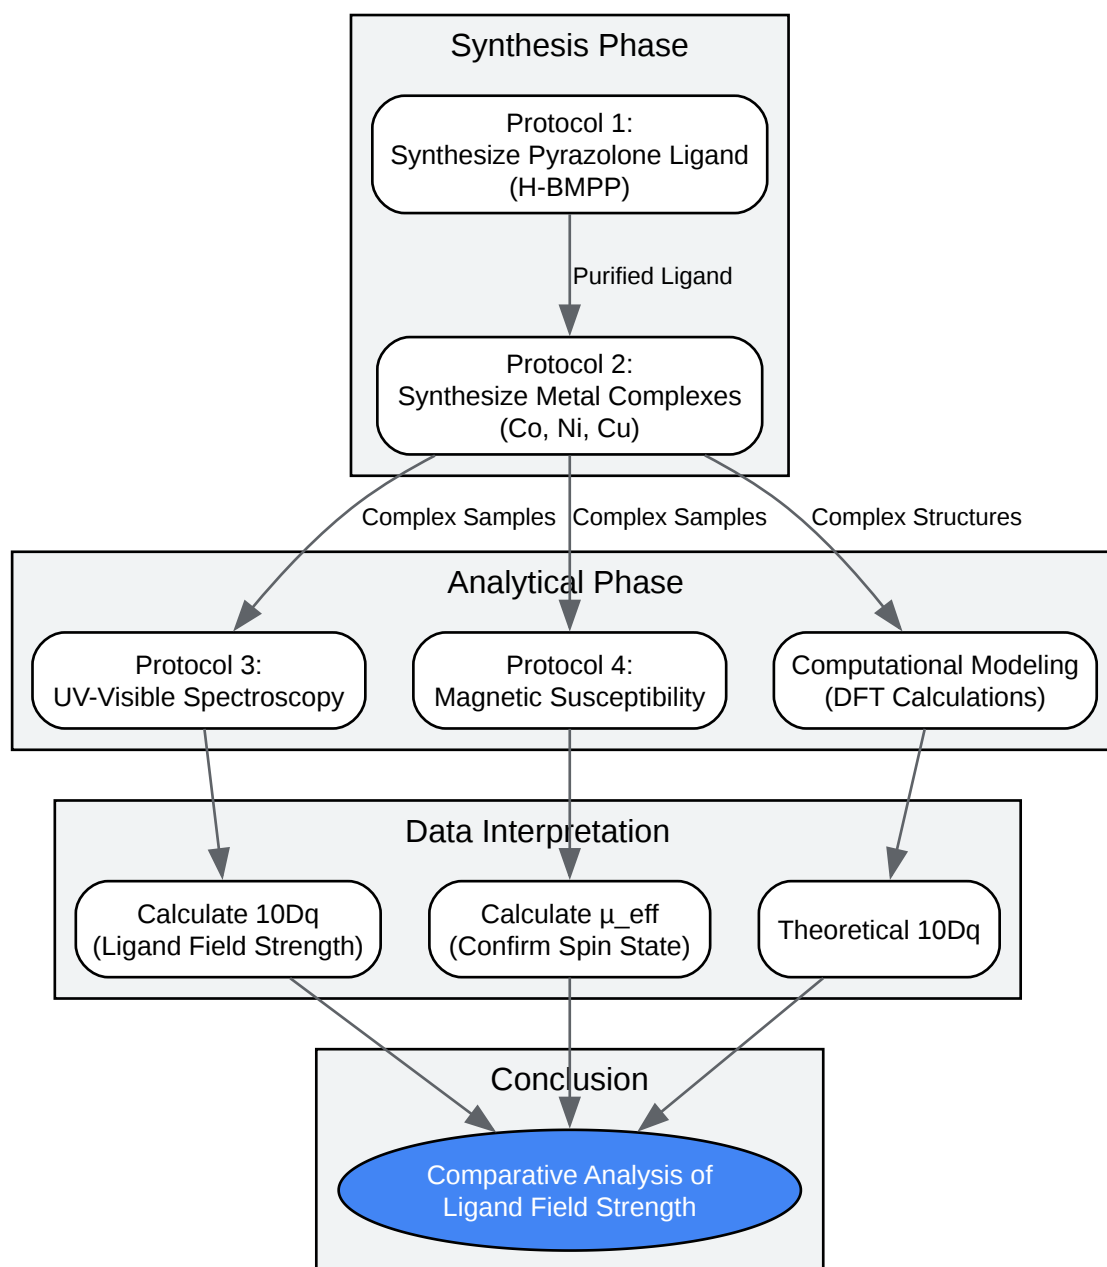 Synthesis Phase
Protocol 1:
Synthesize Pyrazolone Ligand
(H-BMPP)
Purified Ligand
Protocol 2:
Synthesize Metal Complexes
(Co, Ni, Cu)
Complex Samples
Complex Samples
Complex Structures
Analytical Phase
Protocol 3:
UV-Visible Spectroscopy
Protocol 4:
Magnetic Susceptibility
Computational Modeling
(DFT Calculations)
Data Interpretation
Calculate 10Dq
(Ligand Field Strength)
Calculate µ_eff
(Confirm Spin State)
Theoretical 10Dq
Conclusion
Comparative Analysis of
Ligand Field Strength